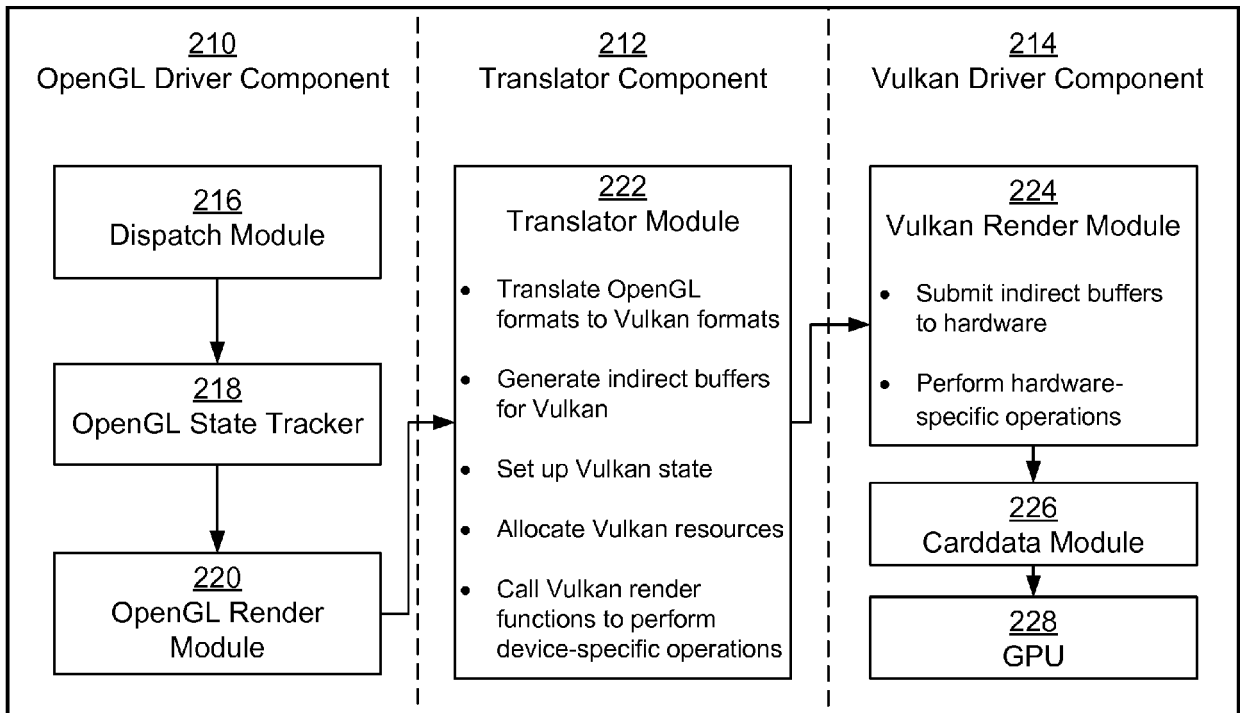 210
OpenGL Driver Component
216
Dispatch Module
218
OpenGL State Tracker
220
OpenGL Render
Module
212
Translator Component
222
Translator Module
• Translate OpenGL
formats to Vulkan formats
• Generate indirect buffers
for Vulkan
• Set up Vulkan state
• Allocate Vulkan resources
• Call Vulkan render
functions to perform
device-specific operations
214
Vulkan Driver Component
224
Vulkan Render Module
• Submit indirect buffers
to hardware
• Perform hardware-
specific operations
226
Carddata Module
228
GPU